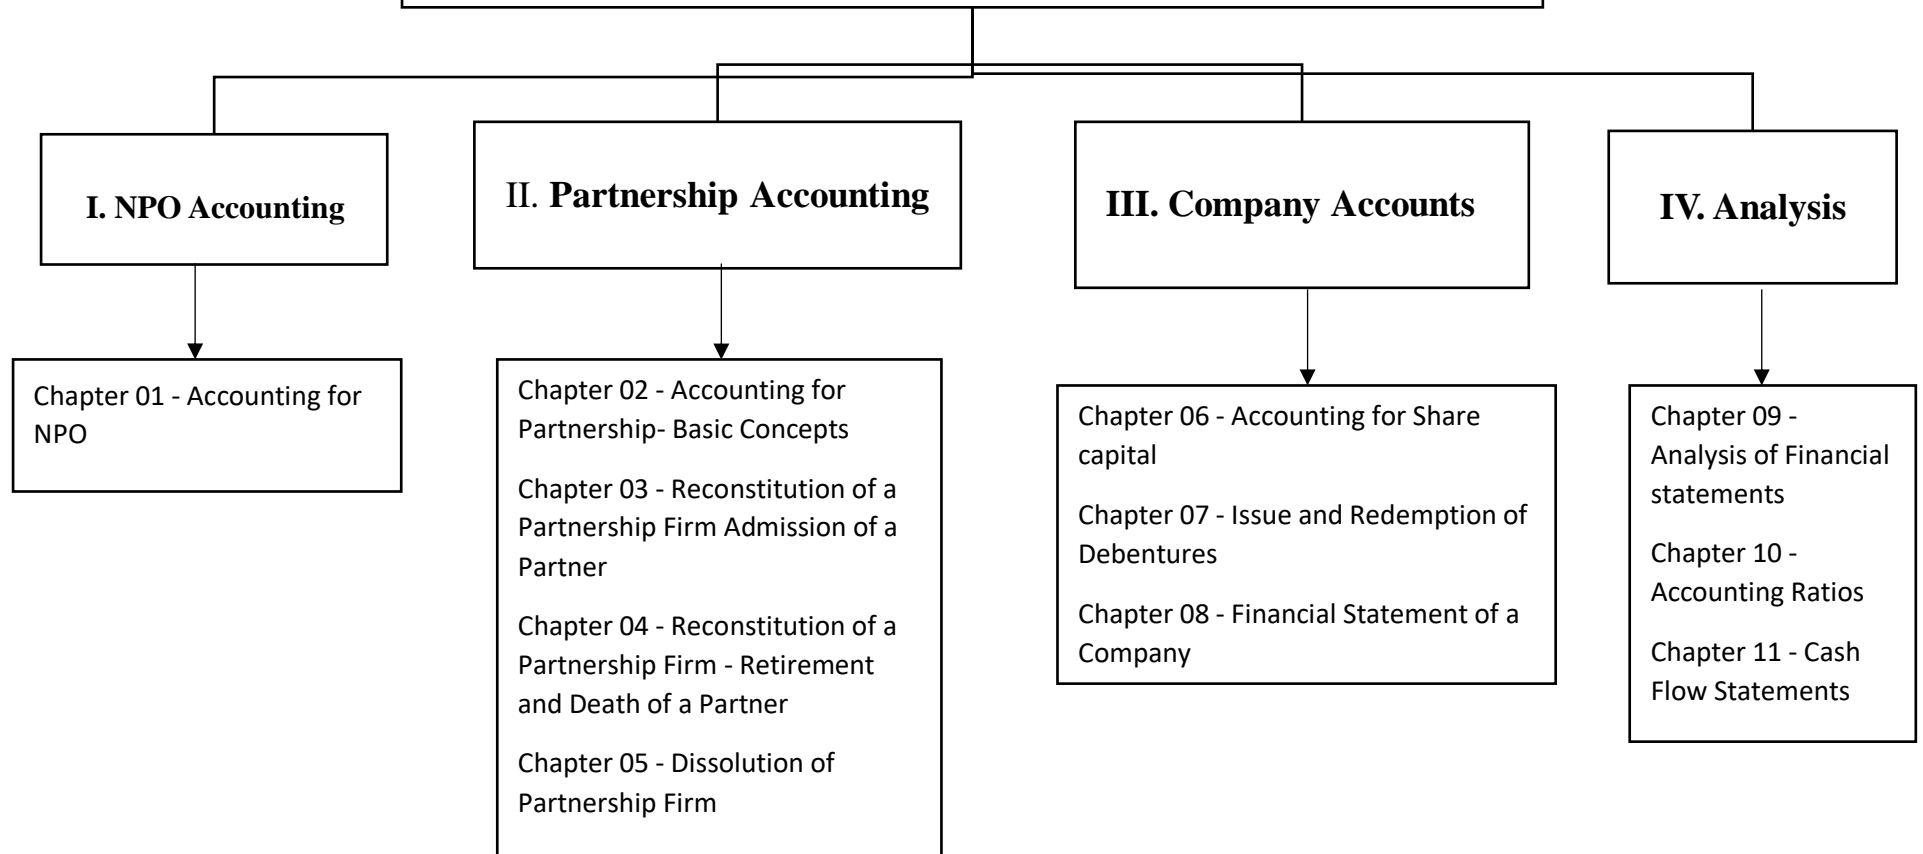 I. NPO Accounting
II. Partnership Accounting
III. Company Accounts
IV. Analysis
Chapter 01 - Accounting for
NPO
Chapter 02 - Accounting for
Partnership- Basic Concepts
Chapter 03 - Reconstitution of a
Partnership Firm Admission of a
Partner
Chapter 04 - Reconstitution of a
Partnership Firm - Retirement
and Death of a Partner
Chapter 05 - Dissolution of
Partnership Firm
Chapter 06 - Accounting for Share
capital
Chapter 07 - Issue and Redemption of
Debentures
Chapter 08 - Financial Statement of a
Company
Chapter 09 -
Analysis of Financial
statements
Chapter 10 -
Accounting Ratios
Chapter 11 - Cash
Flow Statements